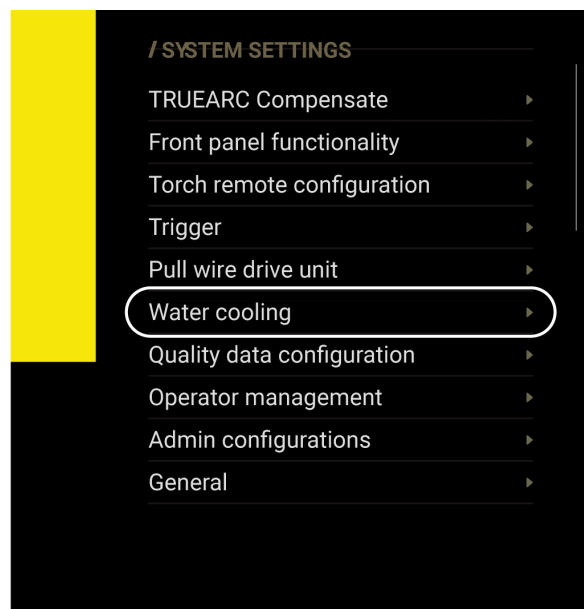 / SYSTEM SETTINGS
TRUEARC Compensate
Front panel functionality
Torch remote configuration
Trigger
Pull wire drive unit
Water cooling
Quality data configuration
Operator management
Admin configurations
General